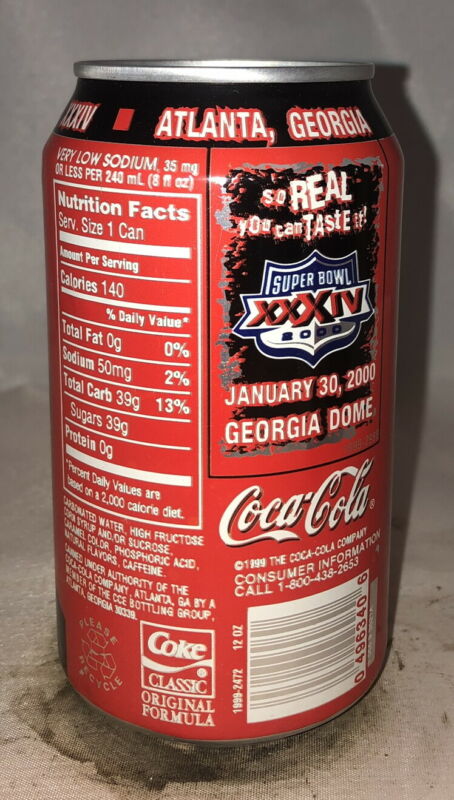 XXXIV ATLANTA, GEORGIA
VERY LOW SODIUM, 35 mg
OR LESS PER 240 mL (8 fl oz)
Nutrition Facts
Serv. Size 1 Can
Amount Per Serving
Calories 140
% Daily Value*
Total Fat 0g 0%
Sodium 50mg 2%
Total Carb 39g 13%
Sugars 39g
Protein 0g
*Percent Daily Values are
based on a 2,000 calorie diet.
CARBONATED WATER, HIGH FRUCTOSE
CORN SYRUP AND/OR SUCROSE,
CARAMEL COLOR, PHOSPHORIC ACID,
NATURAL FLAVORS, CAFFEINE.
CANNED UNDER AUTHORITY OF THE
COCA-COLA COMPANY, ATLANTA, GA BY A
MEMBER OF THE CCE BOTTLING GROUP,
ATLANTA, GEORGIA 30339.
PLEASE
RECYCLE
Coke
CLASSIC
ORIGINAL
FORMULA
so REAL
you can TASTE it!
SUPER BOWL
XXXIV
2000
JANUARY 30, 2000
GEORGIA DOME
Coca-Cola®
©1999 THE COCA-COLA COMPANY
CONSUMER INFORMATION
CALL 1-800-438-2653
1999-2472 12 OZ
0 496340 6